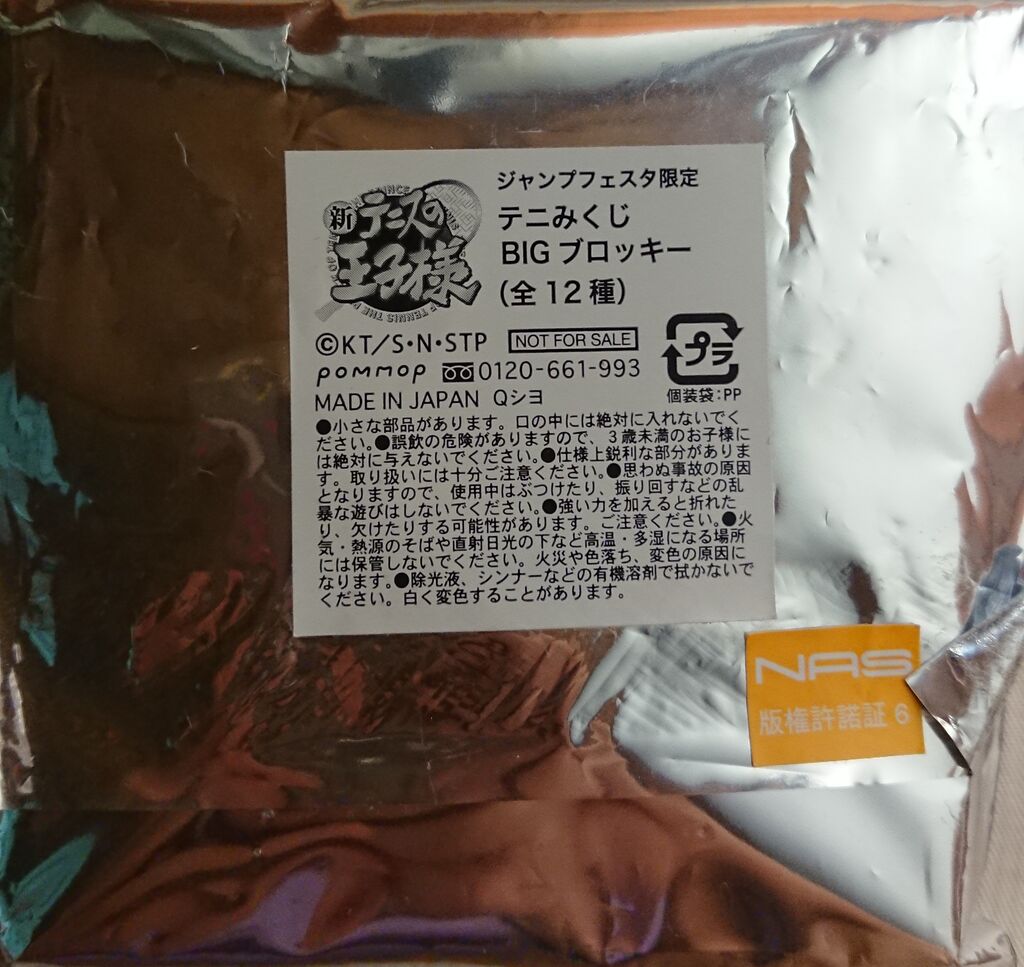 ジャンプフェスタ限定
新テニスの
王子様
テニみくじ
BIG ブロッキー
(全 12 種)
©KT/S・N・STP NOT FOR SALE
プラ
pommop 0120-661-993
個装袋:PP
MADE IN JAPAN Qシヨ
●小さな部品があります。口の中には絶対に入れないでく
ださい。●誤飲の危険がありますので、3歳未満のお子様に
は絶対に与えないでください。●仕様上鋭利な部分がありま
す。取り扱いには十分ご注意ください。●思わぬ事故の原因
となりますので、使用中はぶつけたり、振り回すなどの乱
暴な遊びはしないでください。●強い力を加えると折れた
り、欠けたりする可能性があります。ご注意ください。●火
気・熱源のそばや直射日光の下など高温・多湿になる場所
には保管しないでください。火災や色落ち、変色の原因に
なります。●除光液、シンナーなどの有機溶剤で拭かないで
ください。白く変色することがあります。
NAS
版権許諾証 6